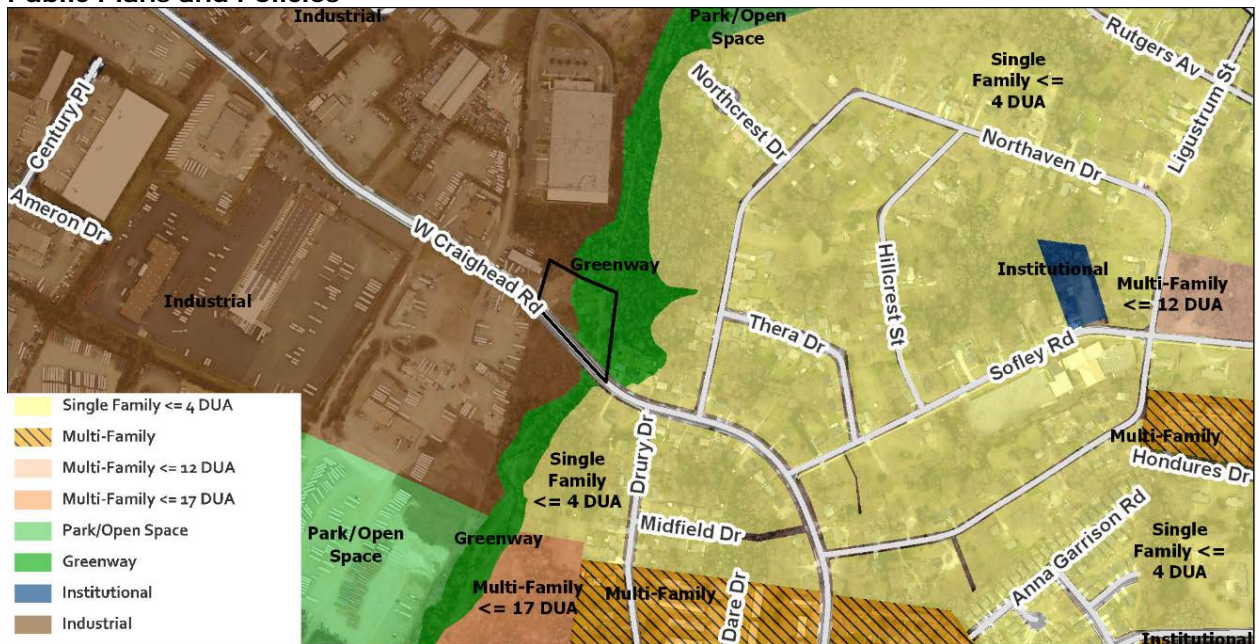 Public Plans and Policies
Industrial
Park/Open
Space
Single
Family <=
4 DUA
Rutgers Av
Ligustrum St
Century Pl
Northcrest Dr
Northaven Dr
Ameron Dr
W Craighead Rd
Greenway
Hillcrest St
Institutional
Multi-Family
<= 12 DUA
Industrial
Thera Dr
Sofley Rd
Single Family <= 4 DUA
Multi-Family
Multi-Family <= 12 DUA
Multi-Family <= 17 DUA
Park/Open Space
Greenway
Institutional
Industrial
Single
Family
<= 4 DUA
Drury Dr
Multi-Family
Hondures Dr
Park/Open
Space
Greenway
Midfield Dr
Anna Garrison Rd
Single
Family <=
4 DUA
Multi-Family
<= 17 DUA
Multi-Family
Dare Dr
Institutional